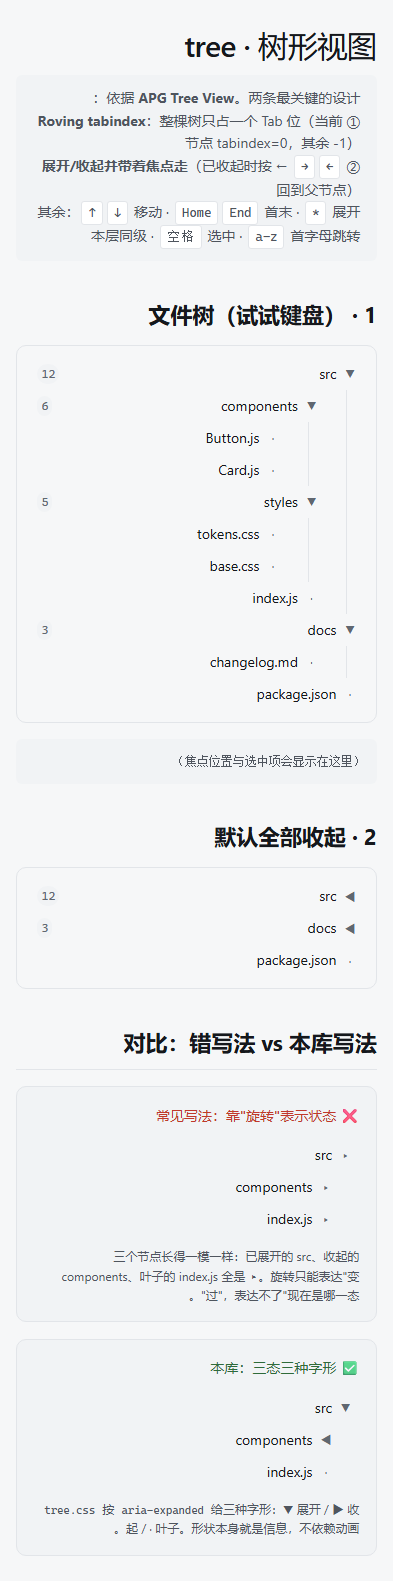 tree · 树形视图
依据 APG Tree View。两条最关键的设计：
① Roving tabindex：整棵树只占一个 Tab 位（当前
节点 tabindex=0，其余 -1）
② ← → 展开/收起并带着焦点走（已收起时按 ←
回到父节点）
其余： ↑ ↓ 移动 · Home End 首末 · * 展开
本层同级 · 空格 选中 · a-z 首字母跳转
1 · 文件树（试试键盘）
▼ src 12
▼ components 6
· Button.js
· Card.js
▼ styles 5
· tokens.css
· base.css
· index.js
▼ docs 3
· changelog.md
· package.json
（焦点位置与选中项会显示在这里）
2 · 默认全部收起
◀ src 12
◀ docs 3
· package.json
对比：错写法 vs 本库写法
❌ 常见写法：靠"旋转"表示状态
▸ src
▸ components
▸ index.js
三个节点长得一模一样：已展开的 src、收起的
components、叶子的 index.js 全是 ▸。旋转只能表达"变
过"，表达不了"现在是哪一态"。
✅ 本库：三态三种字形
▼ src
◀ components
· index.js
tree.css 按 aria-expanded 给三种字形：▼ 展开 / ▶ 收
起 / · 叶子。形状本身就是信息，不依赖动画。